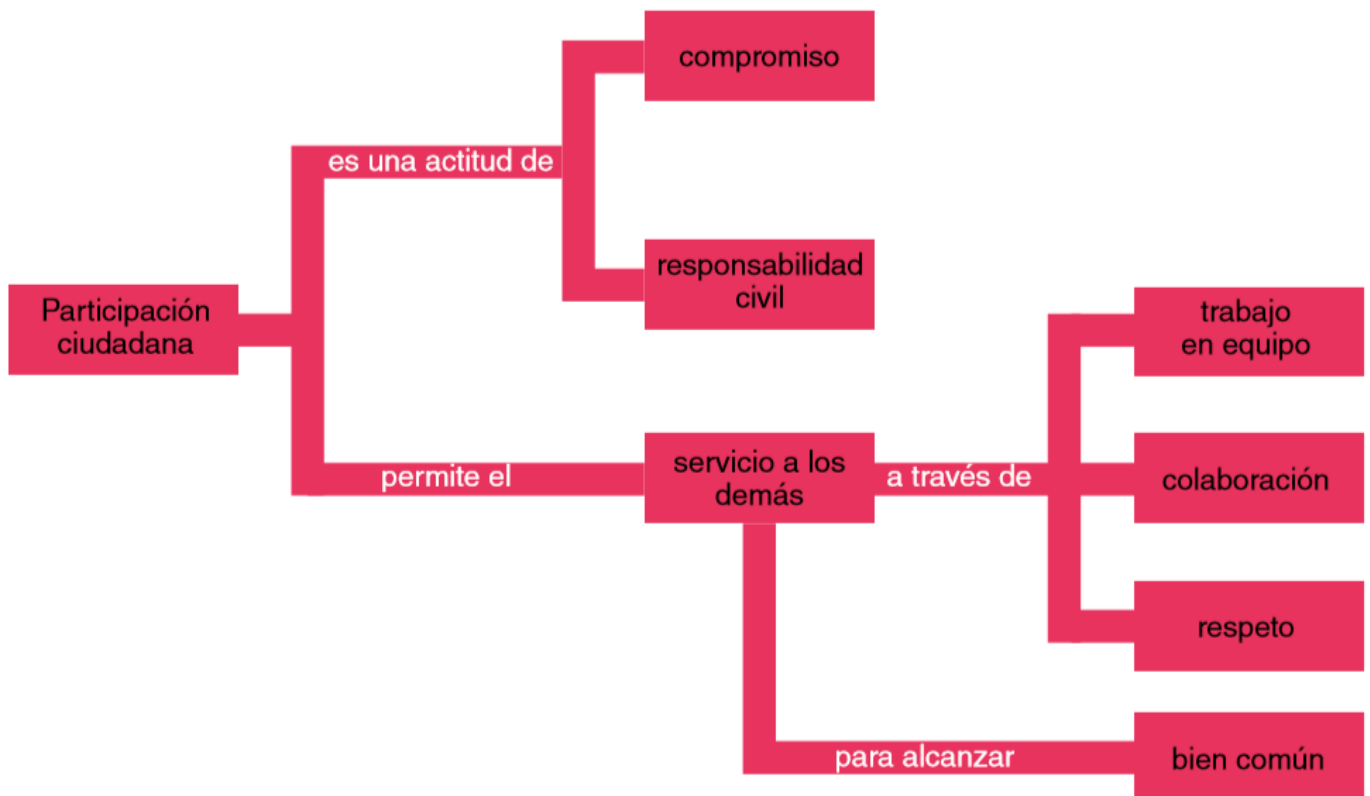 compromiso
es una actitud de
responsabilidad
civil
Participación
ciudadana
trabajo
en equipo
permite el
servicio a los
demás
a través de
colaboración
respeto
para alcanzar
bien común